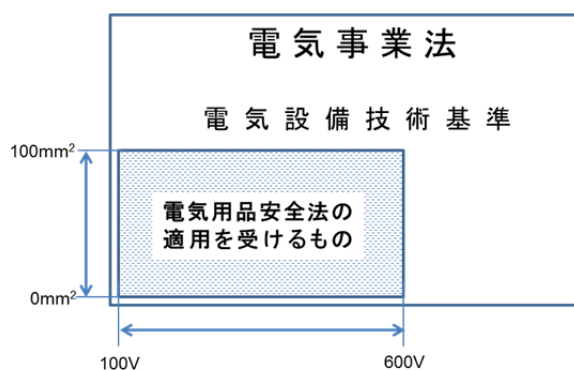 電気事業法
電気設備技術基準
100mm²
電気用品安全法の
適用を受けるもの
0mm²
100V
600V